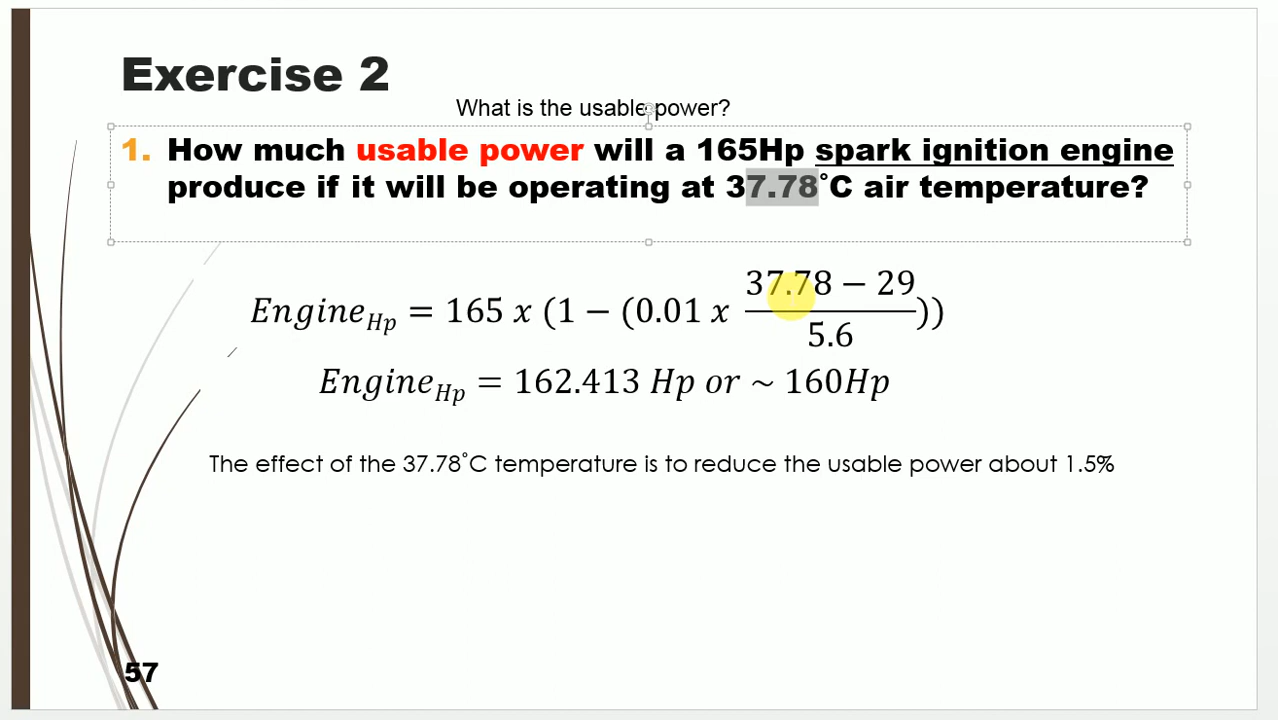 Exercise 2
What is the usable power?
1. How much usable power will a 165Hp spark ignition engine
produce if it will be operating at 37.78˚C air temperature?
Engine_Hp = 165 x (1 − (0.01 x (37.78 − 29)/5.6))
Engine_Hp = 162.413 Hp or ~ 160Hp
The effect of the 37.78˚C temperature is to reduce the usable power about 1.5%
57